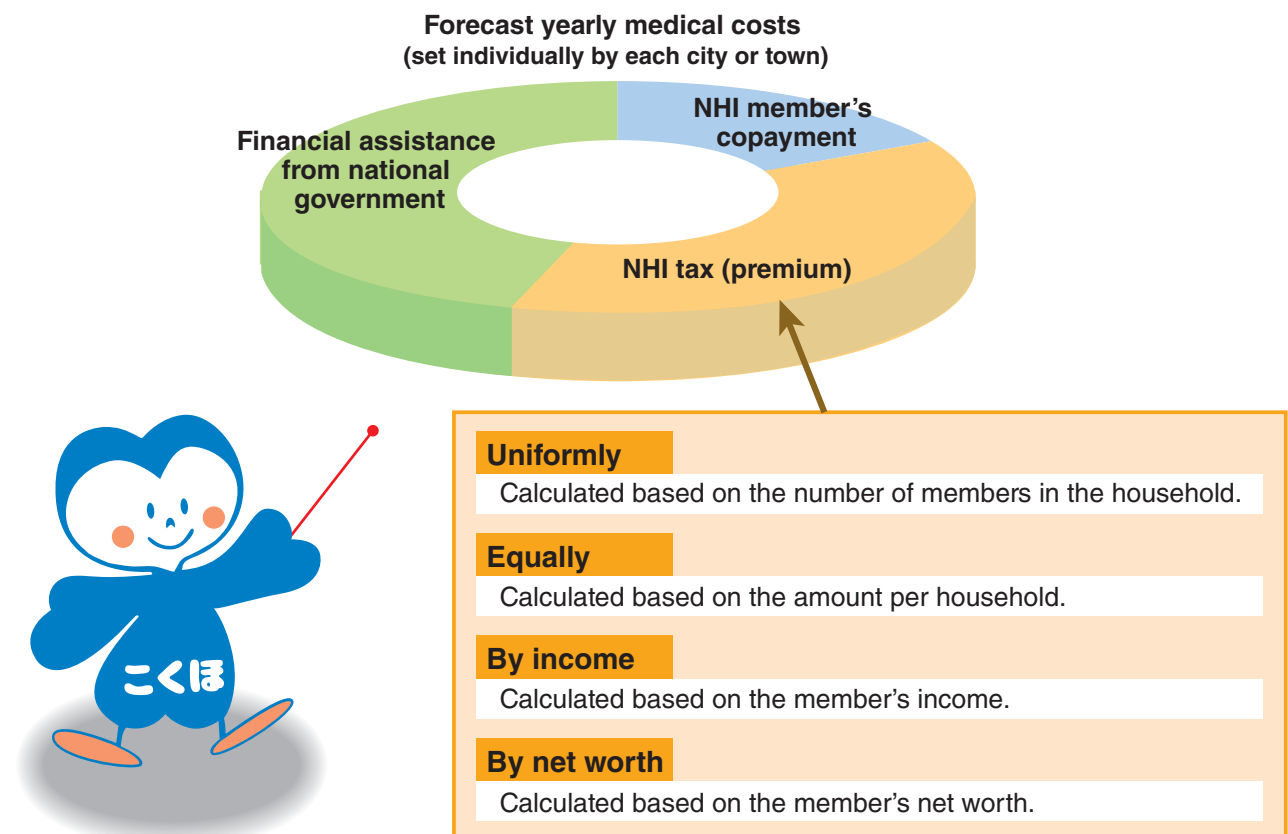 Forecast yearly medical costs
(set individually by each city or town)
NHI member's
copayment
Financial assistance
from national
government
NHI tax (premium)
Uniformly
Calculated based on the number of members in the household.
Equally
Calculated based on the amount per household.
By income
Calculated based on the member's income.
By net worth
Calculated based on the member's net worth.
こくほ